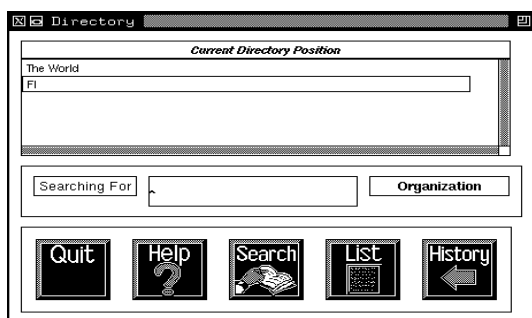 Directory
Current Directory Position
The World
FI
Searching For
Organization
Quit Help Search List History